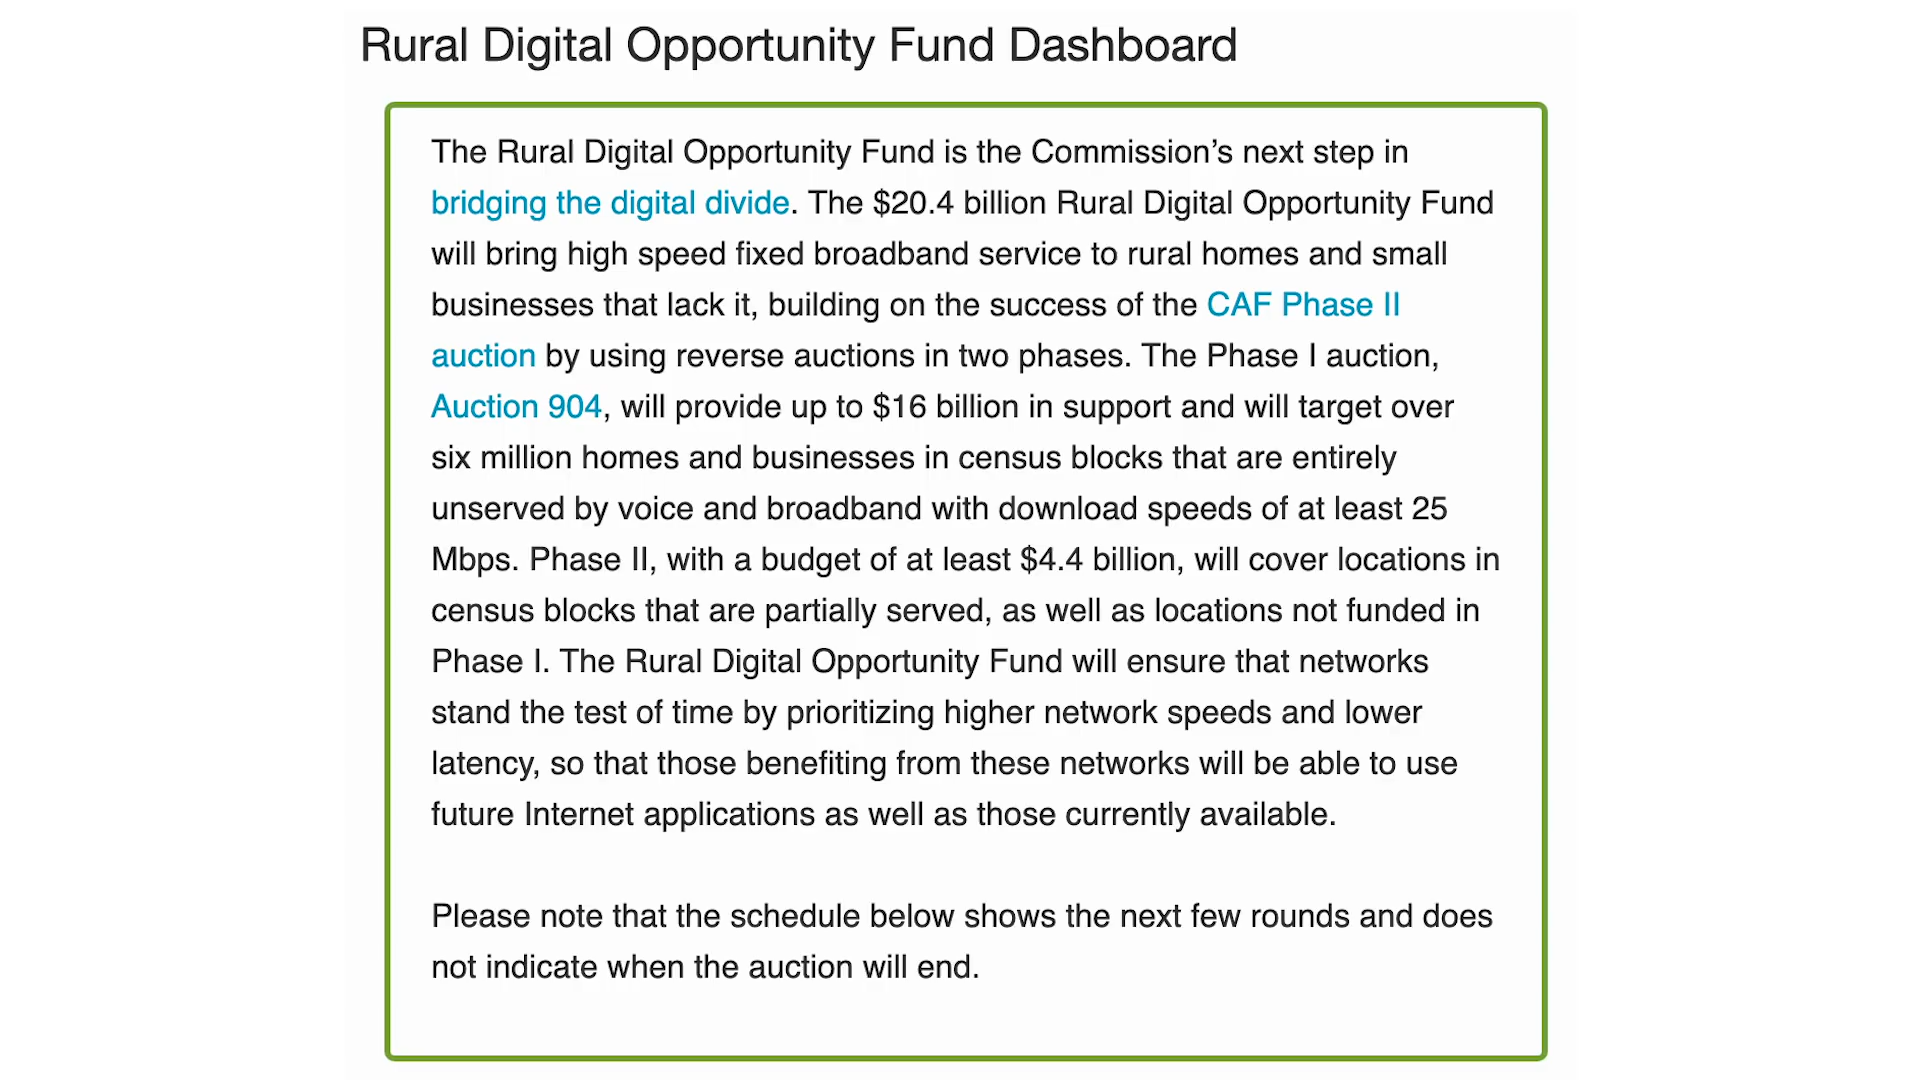 Rural Digital Opportunity Fund Dashboard
The Rural Digital Opportunity Fund is the Commission’s next step in
bridging the digital divide. The $20.4 billion Rural Digital Opportunity Fund
will bring high speed fixed broadband service to rural homes and small
businesses that lack it, building on the success of the CAF Phase II
auction by using reverse auctions in two phases. The Phase I auction,
Auction 904, will provide up to $16 billion in support and will target over
six million homes and businesses in census blocks that are entirely
unserved by voice and broadband with download speeds of at least 25
Mbps. Phase II, with a budget of at least $4.4 billion, will cover locations in
census blocks that are partially served, as well as locations not funded in
Phase I. The Rural Digital Opportunity Fund will ensure that networks
stand the test of time by prioritizing higher network speeds and lower
latency, so that those benefiting from these networks will be able to use
future Internet applications as well as those currently available.
Please note that the schedule below shows the next few rounds and does
not indicate when the auction will end.